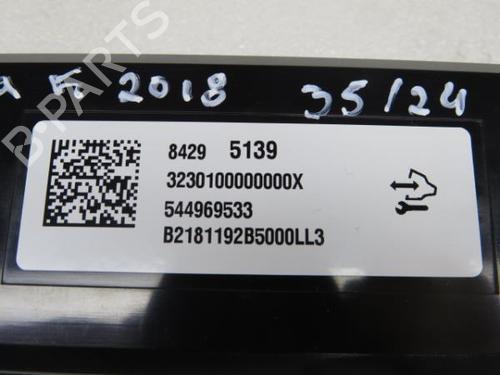 K 2018 35/24
8429 5139
3230100000000X
544969533
B2181192B5000LL3
B-PARTS